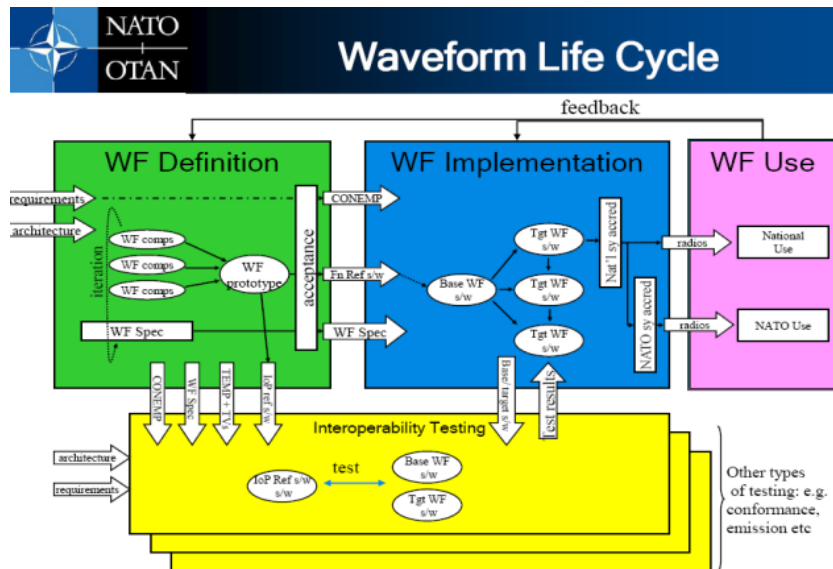 NATO
OTAN
Waveform Life Cycle
feedback
WF Definition
WF Implementation
WF Use
requirements
architecture
iteration
WF comps
WF comps
WF comps
WF
prototype
WF Spec
acceptance
CONEMP
Fn Ref s/w
WF Spec
Base WF
s/w
Tgt WF
s/w
Tgt WF
s/w
Tgt WF
s/w
Nat'l sy accred
NATO sy accred
radios
radios
National
Use
NATO Use
CONEMP
WF Spec
TEMP + TVs
IoP ref s/w
Base/target s/w
Test results
Interoperability Testing
architecture
requirements
IoP Ref s/w
s/w
test
Base WF
s/w
Tgt WF
s/w
Other types
of testing: e.g.
conformance,
emission etc